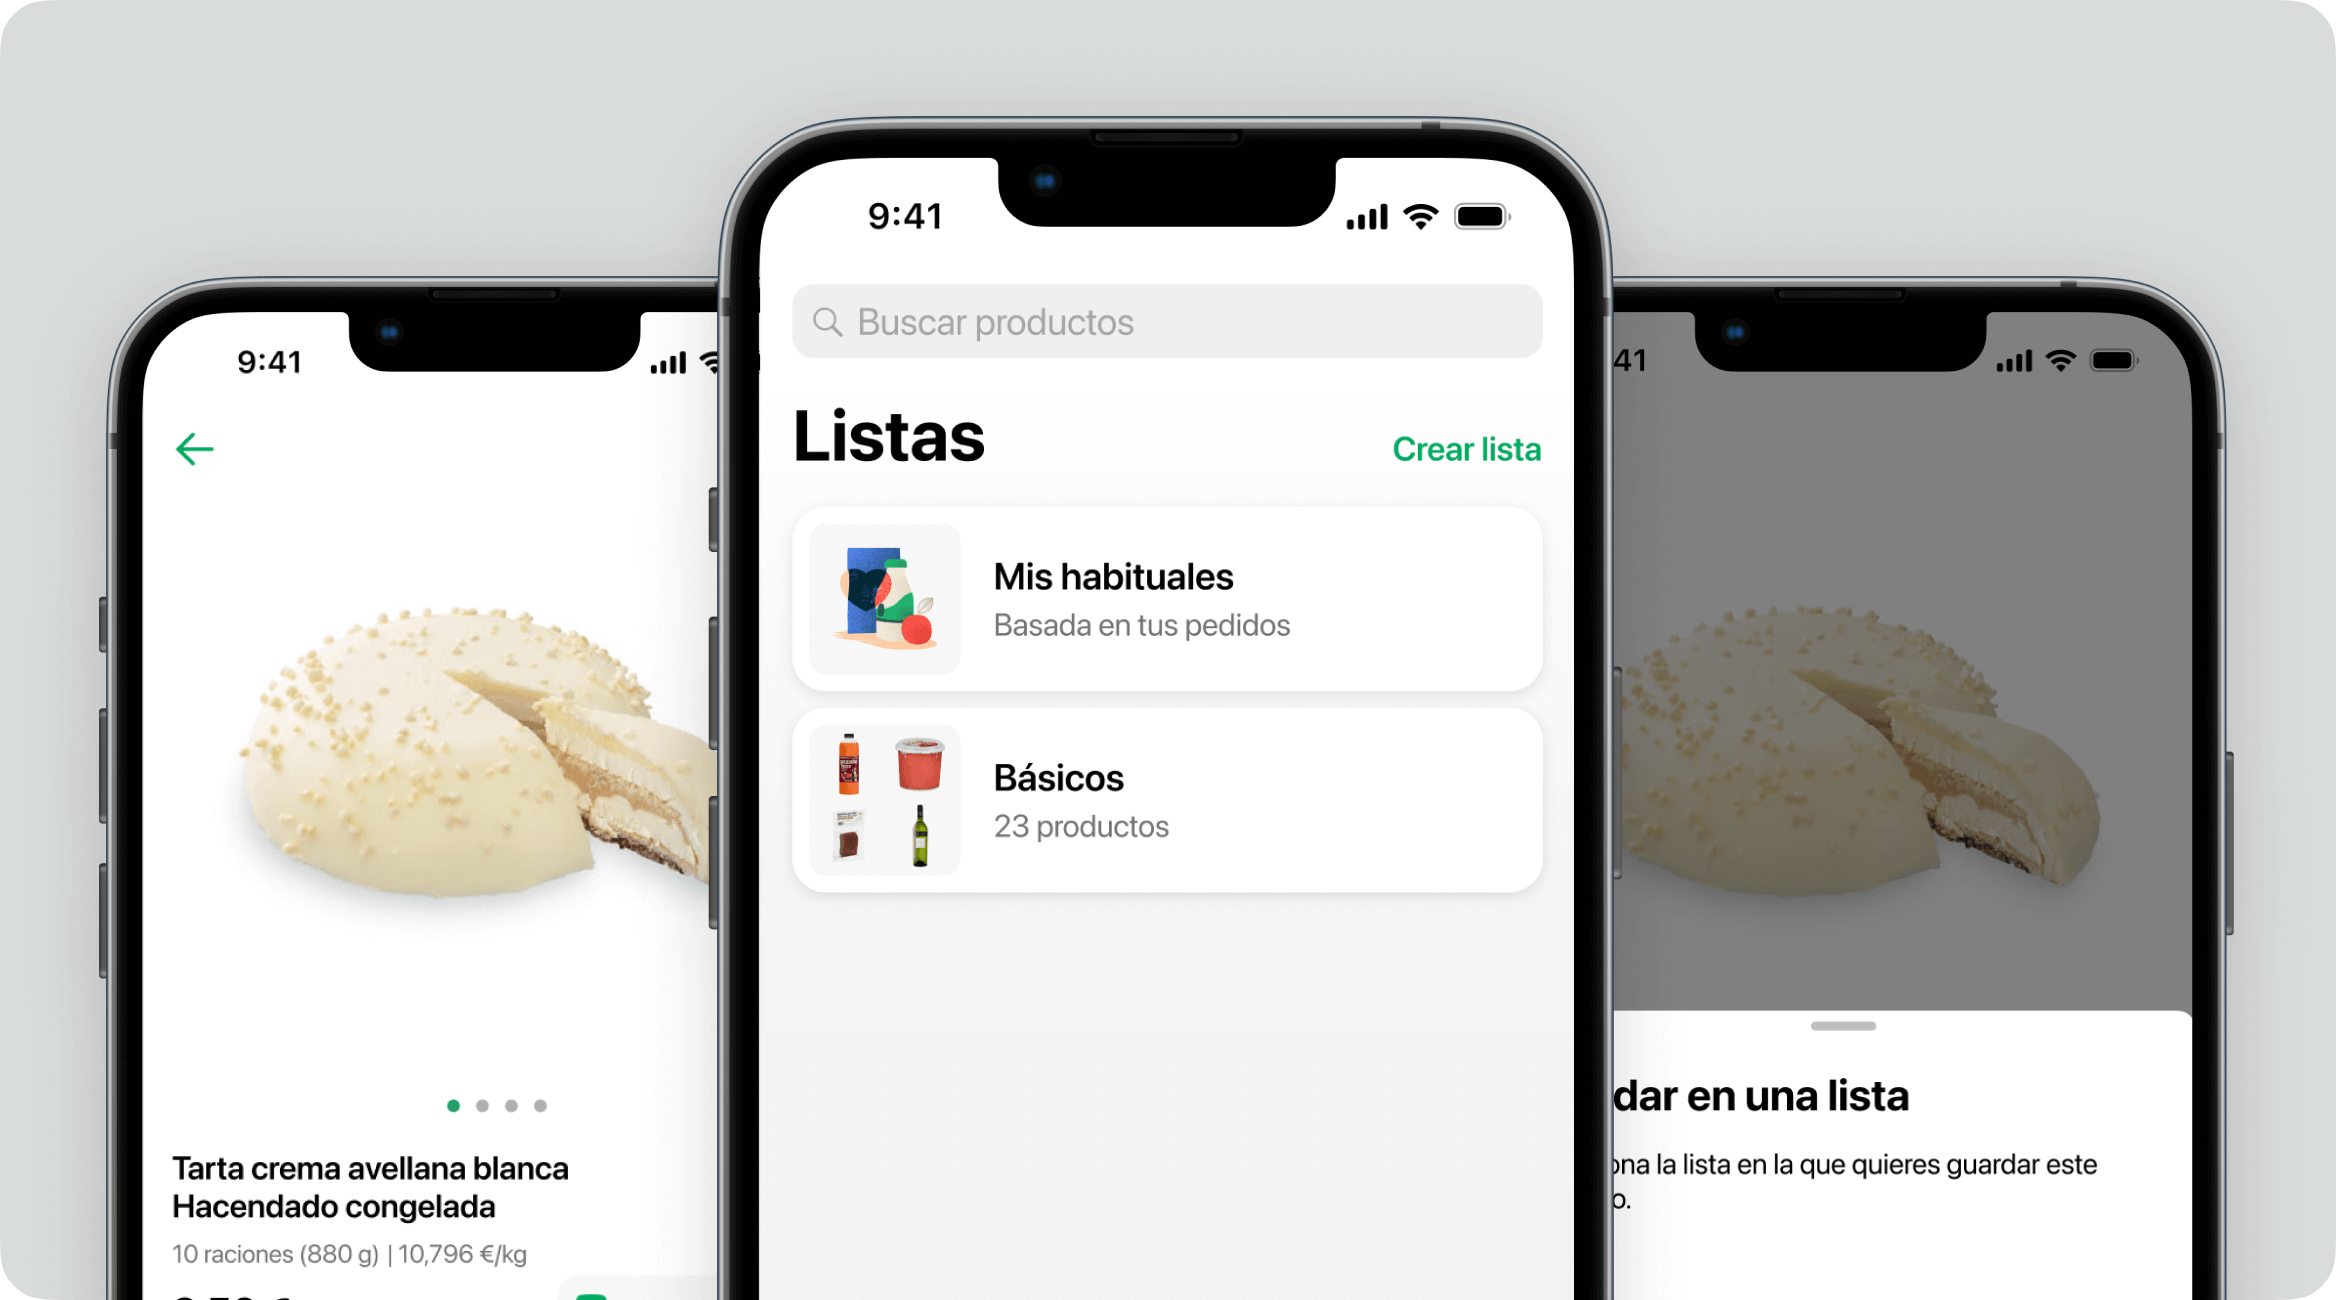 9:41
Tarta crema avellana blanca
Hacendado congelada
10 raciones (880 g) | 10,796 €/kg
9:41
Buscar productos
Listas
Crear lista
Mis habituales
Basada en tus pedidos
Básicos
23 productos
41
dar en una lista
ona la lista en la que quieres guardar este
o.